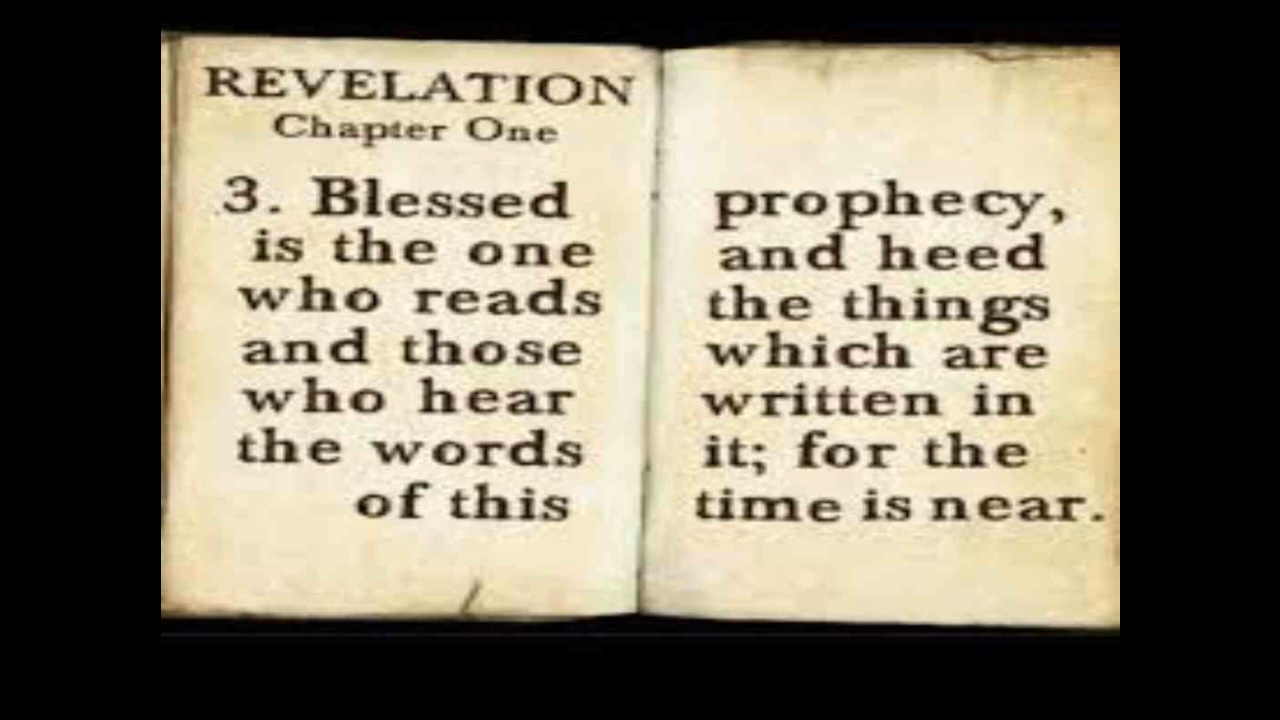 REVELATION
Chapter One
3. Blessed
is the one
who reads
and those
who hear
the words
of this
prophecy,
and heed
the things
which are
written in
it; for the
time is near.